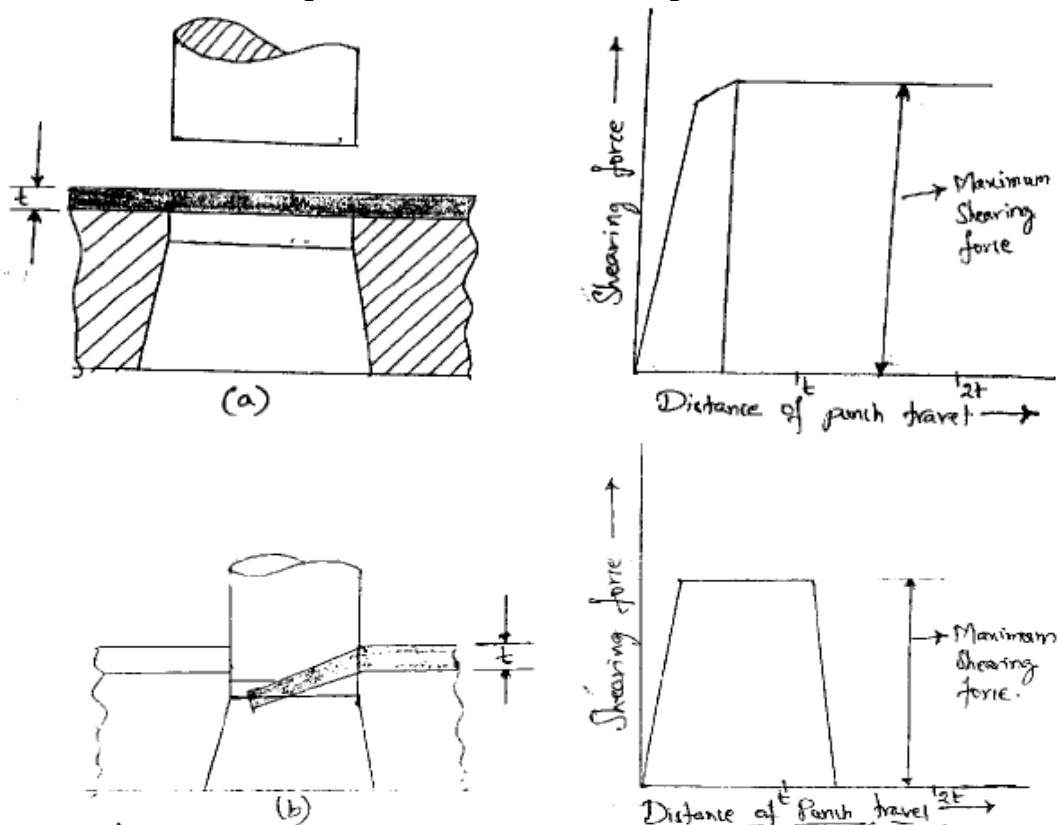 t
(a)
Shearing force
Maximum
Shearing
force
t
2t
Distance of punch travel
t
(b)
Shearing force
Maximum
Shearing
force.
t
2t
Distance of Punch travel